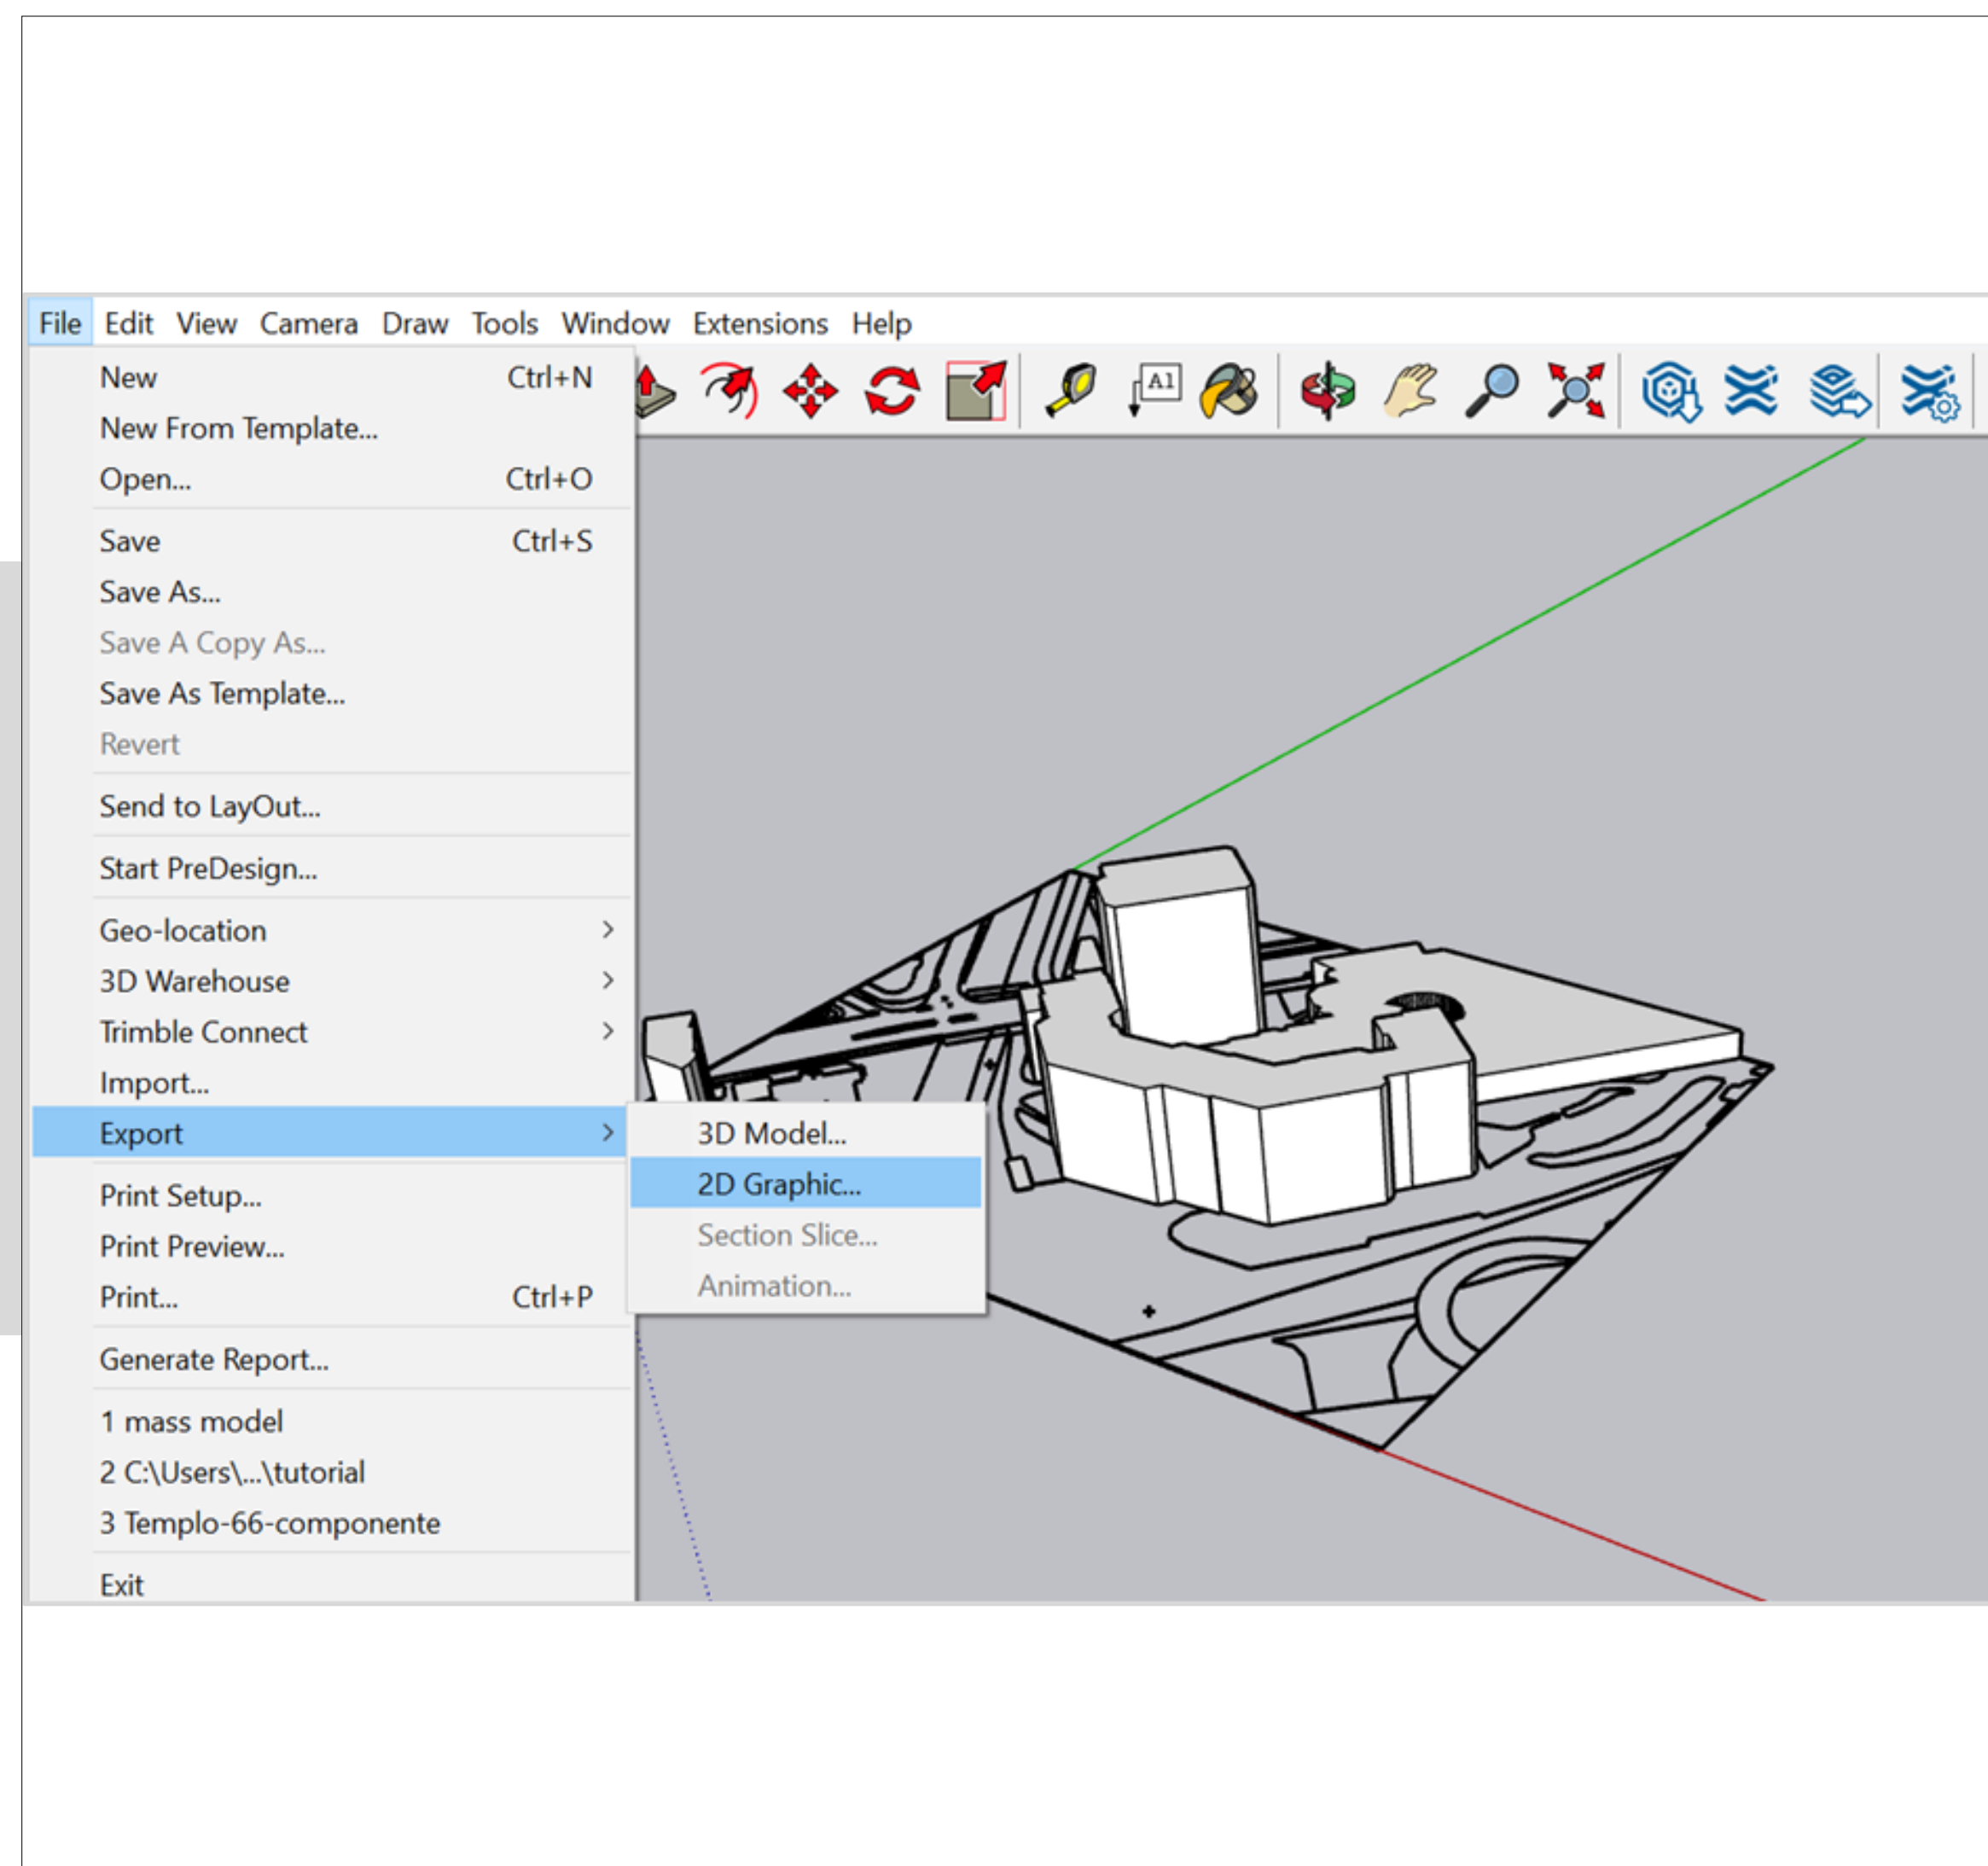 File Edit View Camera Draw Tools Window Extensions Help
New Ctrl+N
New From Template...
Open... Ctrl+O
Save Ctrl+S
Save As...
Save A Copy As...
Save As Template...
Revert
Send to LayOut...
Start PreDesign...
Geo-location
3D Warehouse
Trimble Connect
Import...
Export
Print Setup...
Print Preview...
Print... Ctrl+P
Generate Report...
1 mass model
2 C:\Users\...\tutorial
3 Templo-66-componente
Exit
3D Model...
2D Graphic...
Section Slice...
Animation...
A1